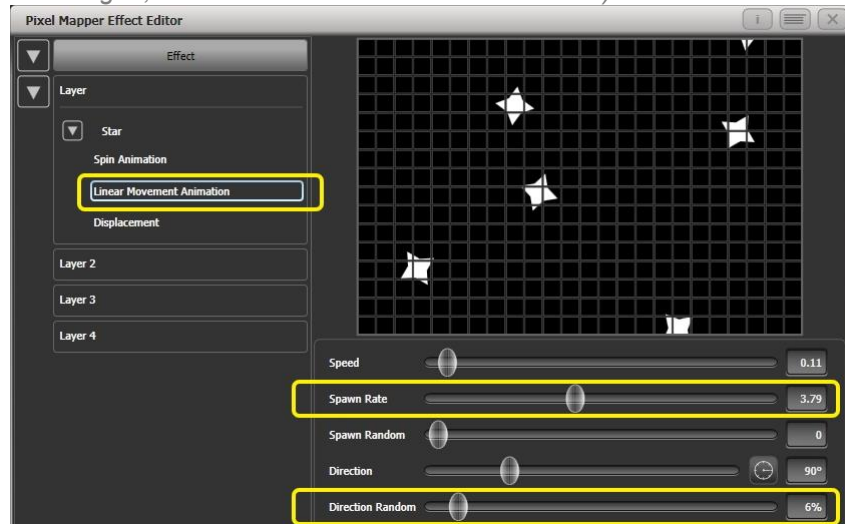 Pixel Mapper Effect Editor
Effect
Layer
Star
Spin Animation
Linear Movement Animation
Displacement
Layer 2
Layer 3
Layer 4
Speed 0.11
Spawn Rate 3.79
Spawn Random 0
Direction 90º
Direction Random 6%